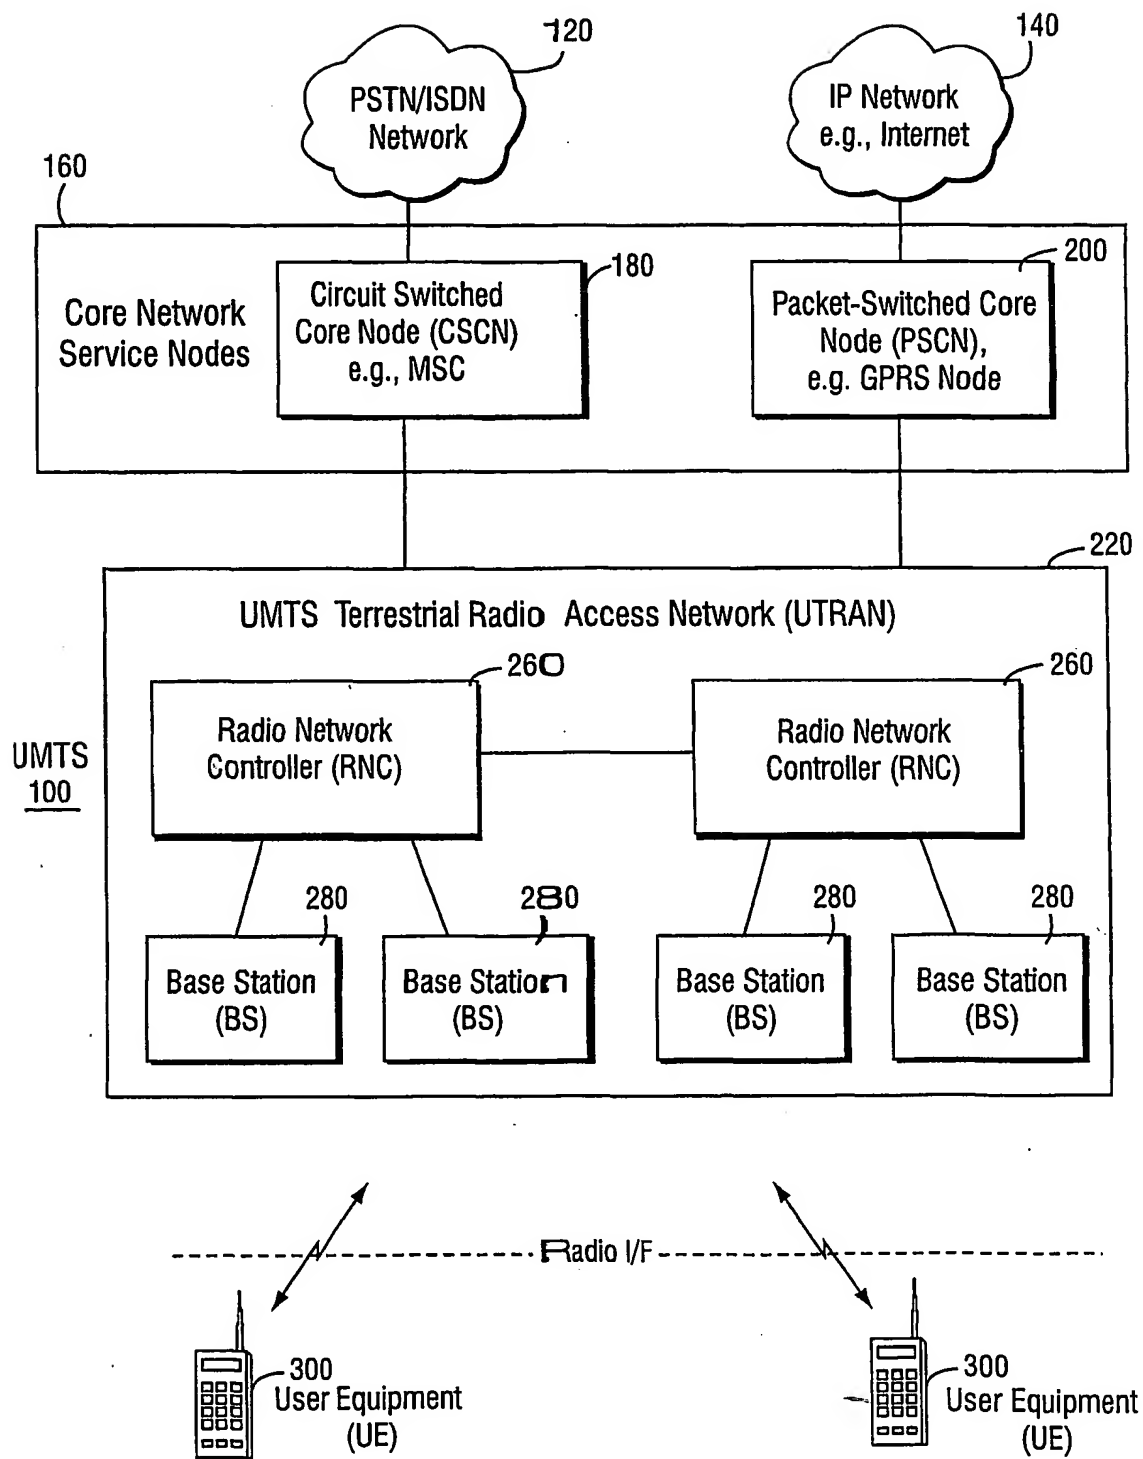 120
PSTN/ISDN
Network
140
IP Network
e.g., Internet
160
Core Network
Service Nodes
180
Circuit Switched
Core Node (CSCN)
e.g., MSC
200
Packet-Switched Core
Node (PSCN),
e.g. GPRS Node
220
UMTS Terrestrial Radio Access Network (UTRAN)
UMTS
100
260
Radio Network
Controller (RNC)
260
Radio Network
Controller (RNC)
280
Base Station
(BS)
280
Base Station
(BS)
280
Base Station
(BS)
280
Base Station
(BS)
Radio I/F
300
User Equipment
(UE)
300
User Equipment
(UE)